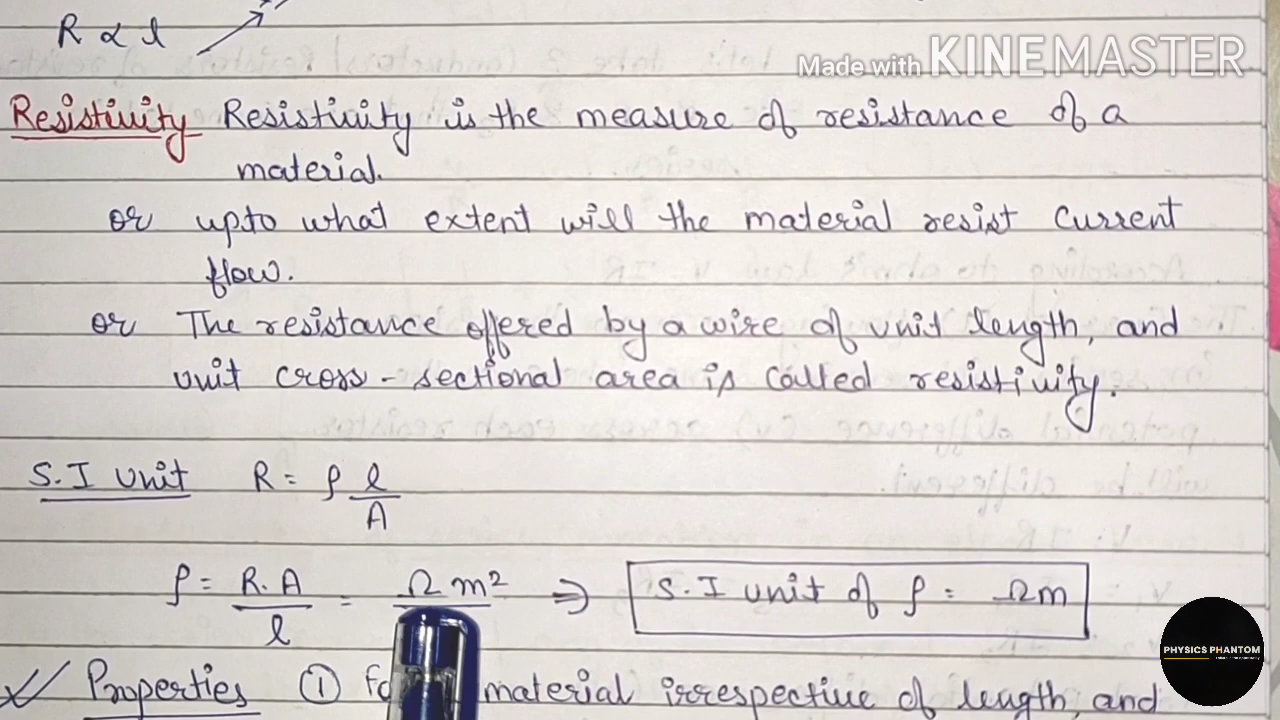 R ∝ l
Made with KINEMASTER
Resistivity Resistivity is the measure of resistance of a
material.
or upto what extent will the material resist current
flow.
or The resistance offered by a wire of unit length, and
unit cross-sectional area is called resistivity.
S.I unit R = ρ l/A
ρ = R.A/l = Ωm² ⇒ S.I unit of ρ = Ωm
Properties ① material irrespective of length, and
PHYSICS PHANTOM